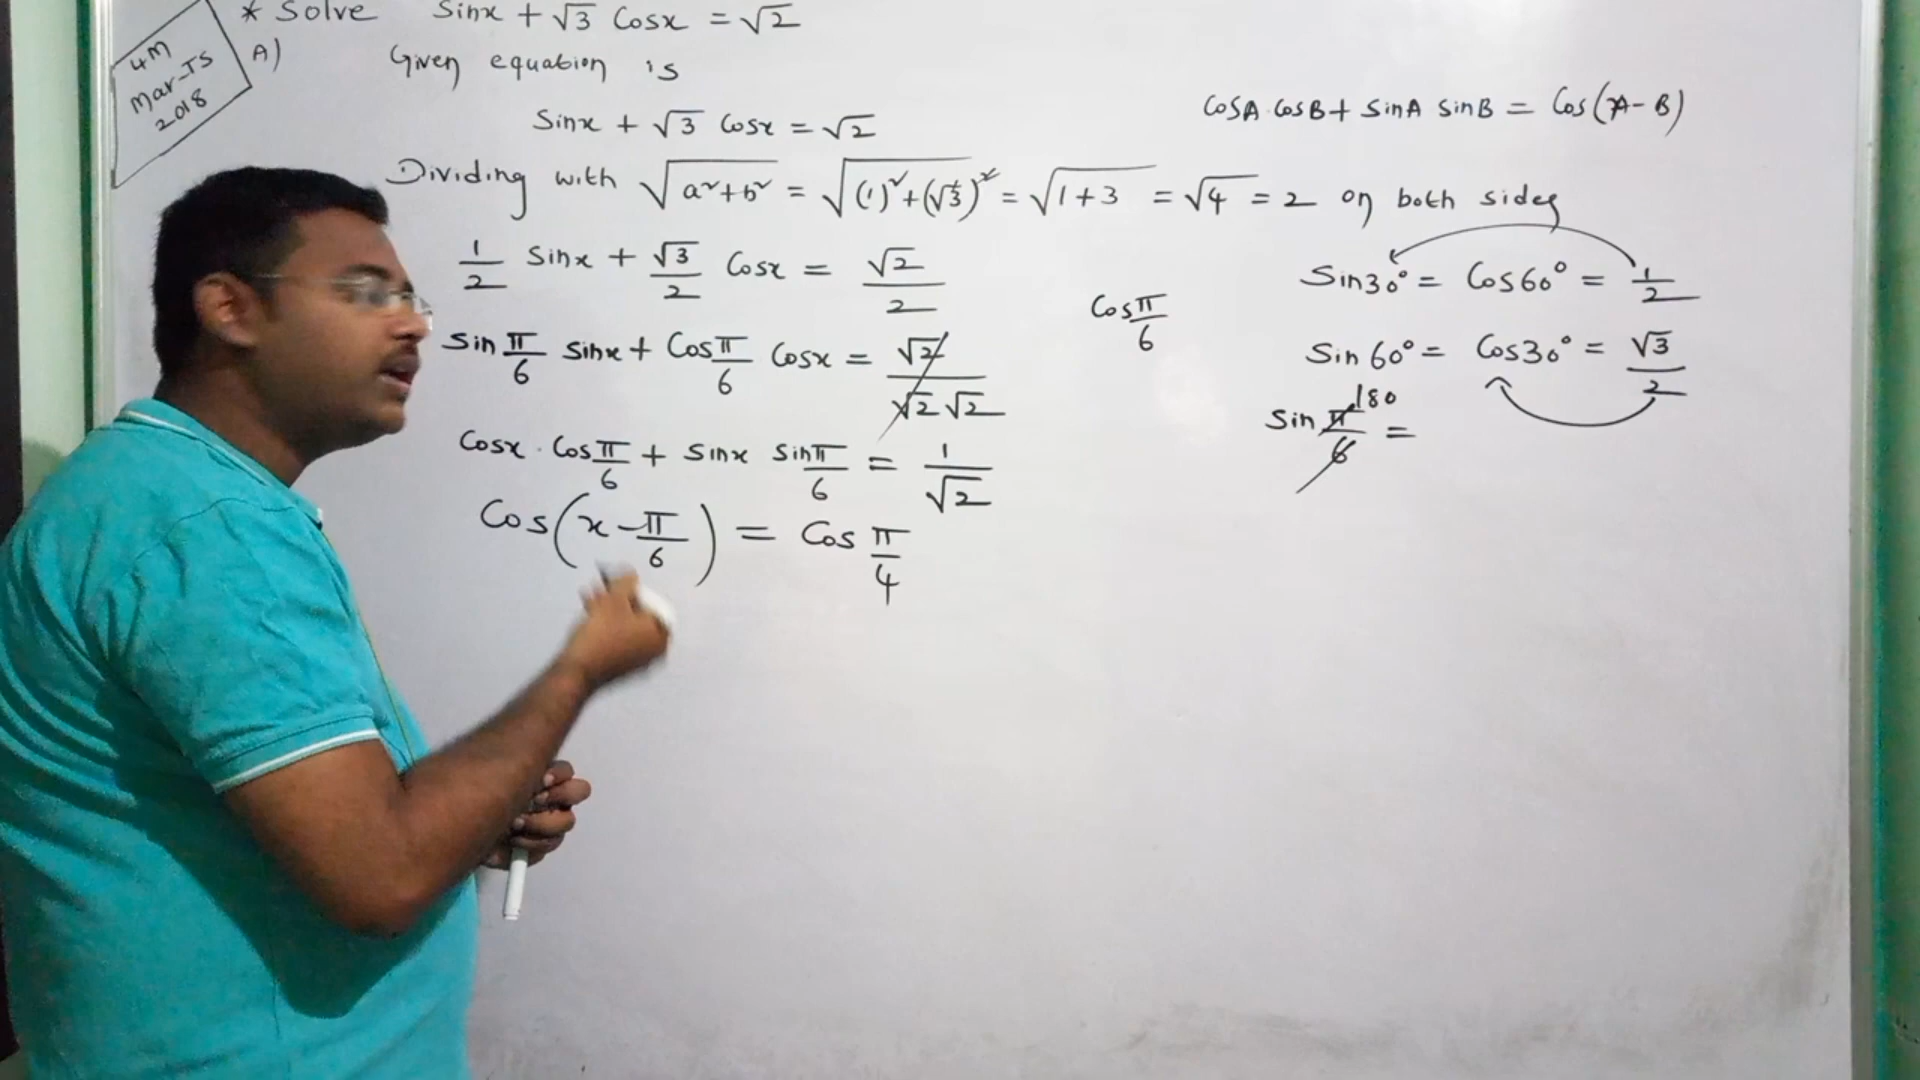 * Solve Sinx + √3 Cosx = √2
4M
Mar-TS
2018
A) Given equation is
Sinx + √3 Cosx = √2
CosA.CosB + SinA SinB = Cos(A-B)
Dividing with √a²+b² = √(1)²+(√3)² = √1+3 = √4 = 2 on both sides
1/2 Sinx + √3/2 Cosx = √2/2
Sin30° = Cos60° = 1/2
Sin π/6 Sinx + Cos π/6 Cosx = √2/√2√2
Cos π/6
Sin60° = Cos30° = √3/2
Sin π/6 180 =
Cosx . Cos π/6 + Sinx Sin π/6 = 1/√2
Cos(x - π/6) = Cos π/4